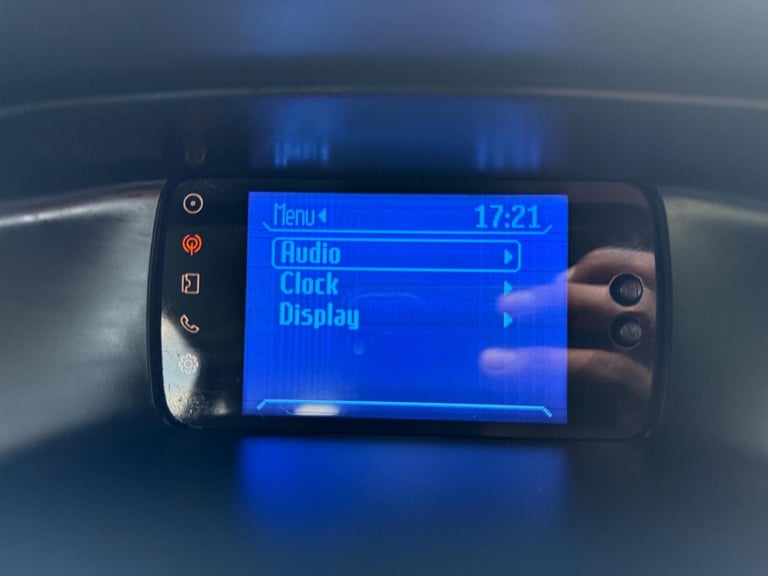 Menu
17:21
Audio
Clock
Display